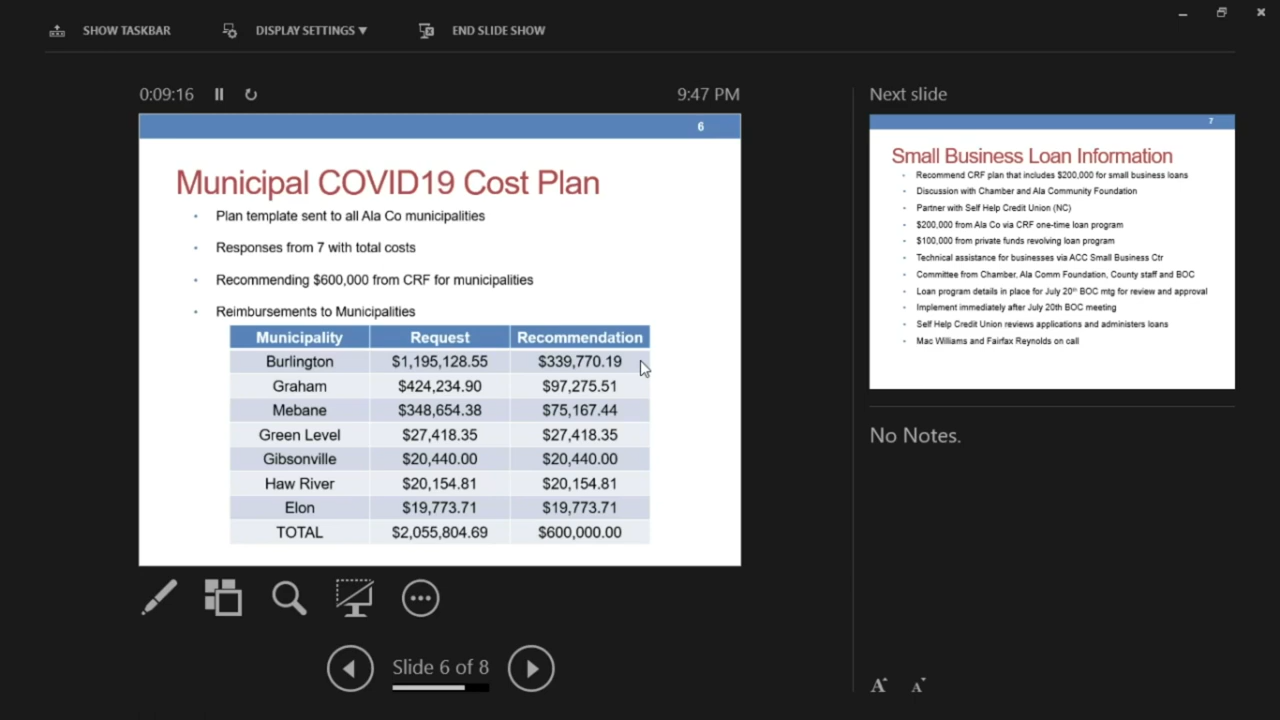 SHOW TASKBAR DISPLAY SETTINGS ▼ END SLIDE SHOW
0:09:16 9:47 PM
6
Municipal COVID19 Cost Plan
• Plan template sent to all Ala Co municipalities
• Responses from 7 with total costs
• Recommending $600,000 from CRF for municipalities
• Reimbursements to Municipalities
Municipality Request Recommendation
Burlington $1,195,128.55 $339,770.19
Graham $424,234.90 $97,275.51
Mebane $348,654.38 $75,167.44
Green Level $27,418.35 $27,418.35
Gibsonville $20,440.00 $20,440.00
Haw River $20,154.81 $20,154.81
Elon $19,773.71 $19,773.71
TOTAL $2,055,804.69 $600,000.00
Slide 6 of 8
Next slide
7
Small Business Loan Information
• Recommend CRF plan that includes $200,000 for small business loans
• Discussion with Chamber and Ala Community Foundation
• Partner with Self Help Credit Union (NC)
• $200,000 from Ala Co via CRF one-time loan program
• $100,000 from private funds revolving loan program
• Technical assistance for businesses via ACC Small Business Ctr
• Committee from Chamber, Ala Comm Foundation, County staff and BOC
• Loan program details in place for July 20th BOC mtg for review and approval
• Implement immediately after July 20th BOC meeting
• Self Help Credit Union reviews applications and administers loans
• Mac Williams and Fairfax Reynolds on call
No Notes.
A A